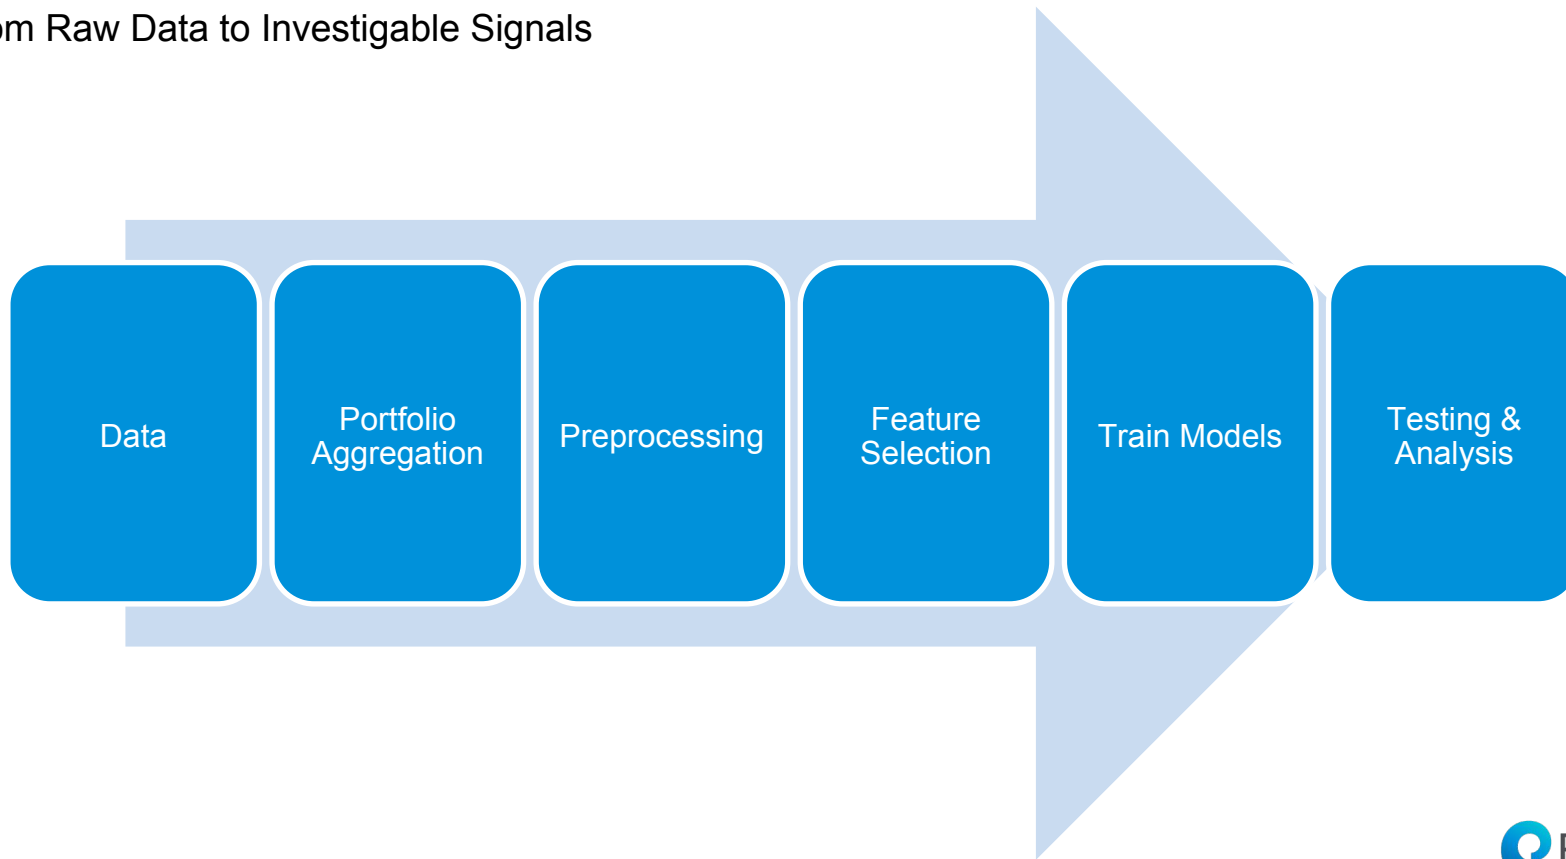 om Raw Data to Investigable Signals
Data
Portfolio
Aggregation
Preprocessing
Feature
Selection
Train Models
Testing &
Analysis